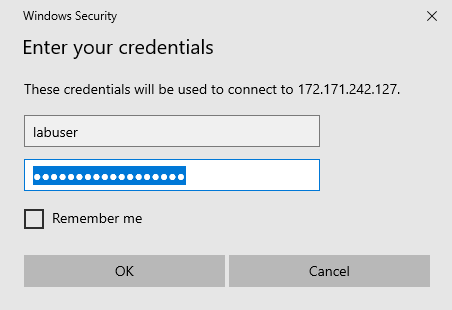 Windows Security
Enter your credentials
These credentials will be used to connect to 172.171.242.127.
labuser
●●●●●●●●●●●●●●●●●●
Remember me
OK Cancel